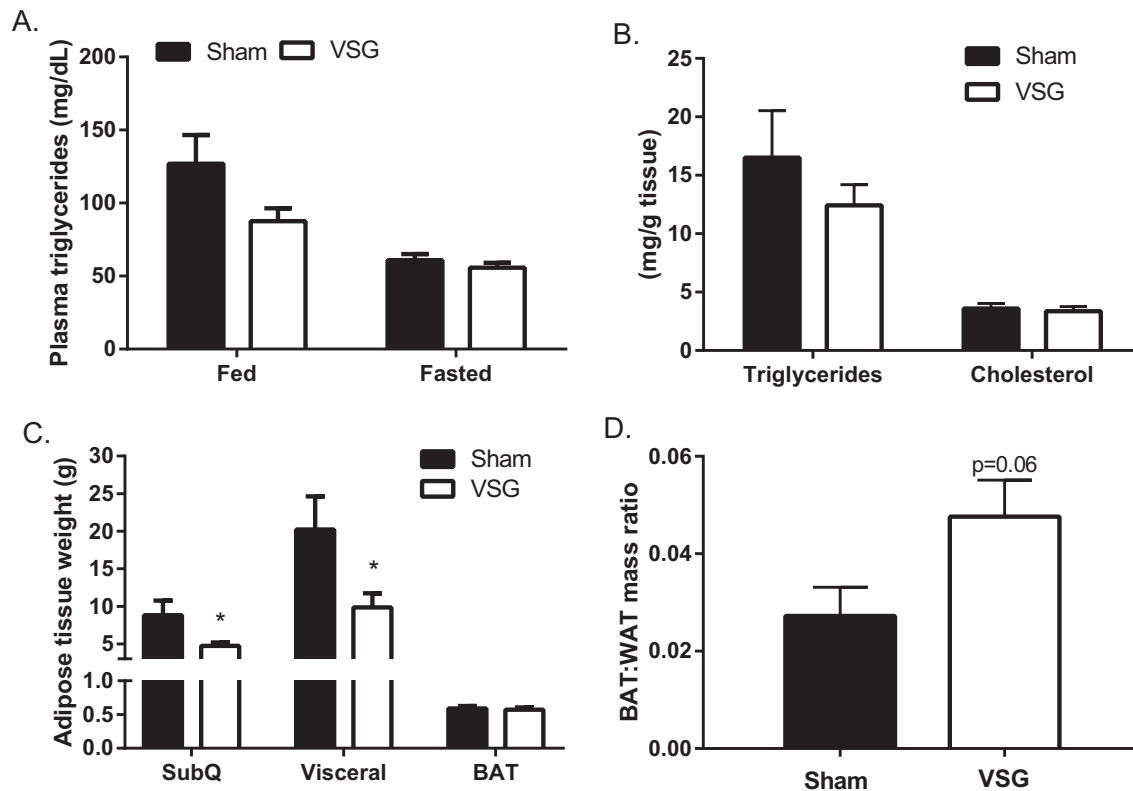 A.
Sham VSG
Plasma triglycerides (mg/dL)
200
150
100
50
0
Fed Fasted
B.
Sham
VSG
(mg/g tissue)
25
20
15
10
5
0
Triglycerides Cholesterol
C.
Sham
VSG
Adipose tissue weight (g)
30
25
20
15
10
5
1.0
0.5
0.0
*
*
SubQ Visceral BAT
D.
BAT:WAT mass ratio
0.06
0.04
0.02
0.00
p=0.06
Sham VSG